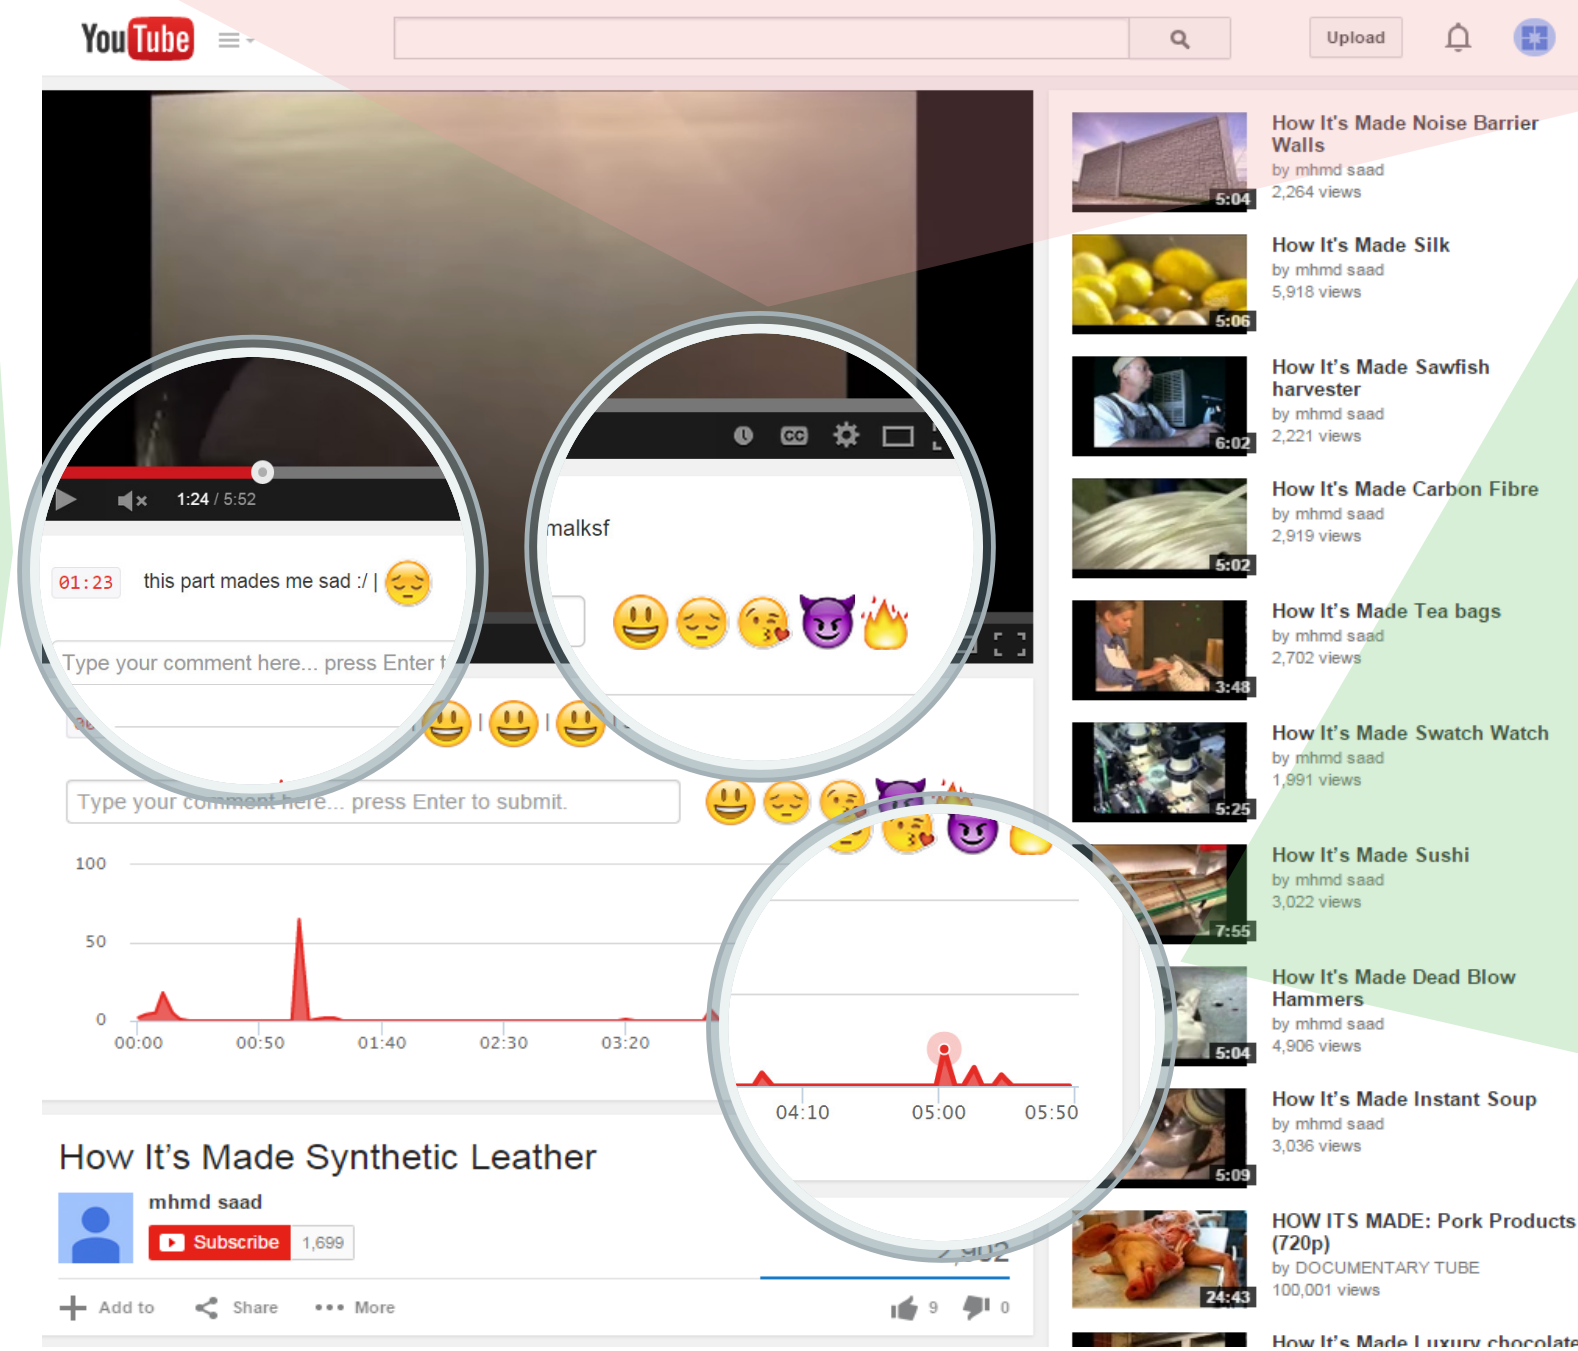 YouTube
Upload
How It's Made Noise Barrier
Walls
by mhmd saad
2,264 views
5:04
How It's Made Silk
by mhmd saad
5,918 views
5:06
How It's Made Sawfish
harvester
by mhmd saad
2,221 views
6:02
How It's Made Carbon Fibre
by mhmd saad
2,919 views
5:02
How It's Made Tea bags
by mhmd saad
2,702 views
3:48
How It's Made Swatch Watch
by mhmd saad
1,991 views
5:25
How It's Made Sushi
by mhmd saad
3,022 views
7:55
How It's Made Dead Blow
Hammers
by mhmd saad
4,906 views
5:04
How It's Made Instant Soup
by mhmd saad
3,036 views
5:09
HOW ITS MADE: Pork Products
(720p)
by DOCUMENTARY TUBE
100,001 views
24:43
How It's Made Luxury chocolate
1:24 / 5:52
01:23 this part mades me sad :/ |
Type your comment here... press Enter t
CC
malksf
| | |
Type your comment here... press Enter to submit.
100
50
0
00:00 00:50 01:40 02:30 03:20
04:10 05:00 05:50
How It's Made Synthetic Leather
mhmd saad
Subscribe 1,699
2,902
Add to Share More
9 0